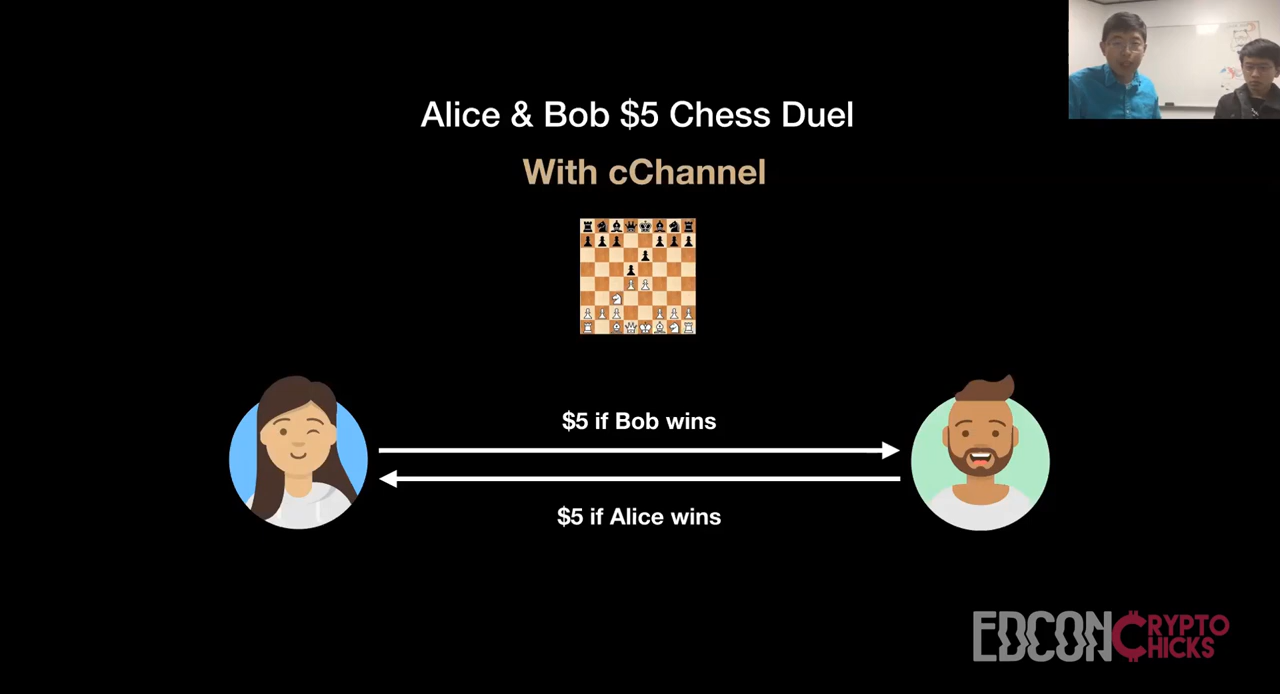 Alice & Bob $5 Chess Duel
With cChannel
$5 if Bob wins
$5 if Alice wins
EDCON CRYPTO CHICKS